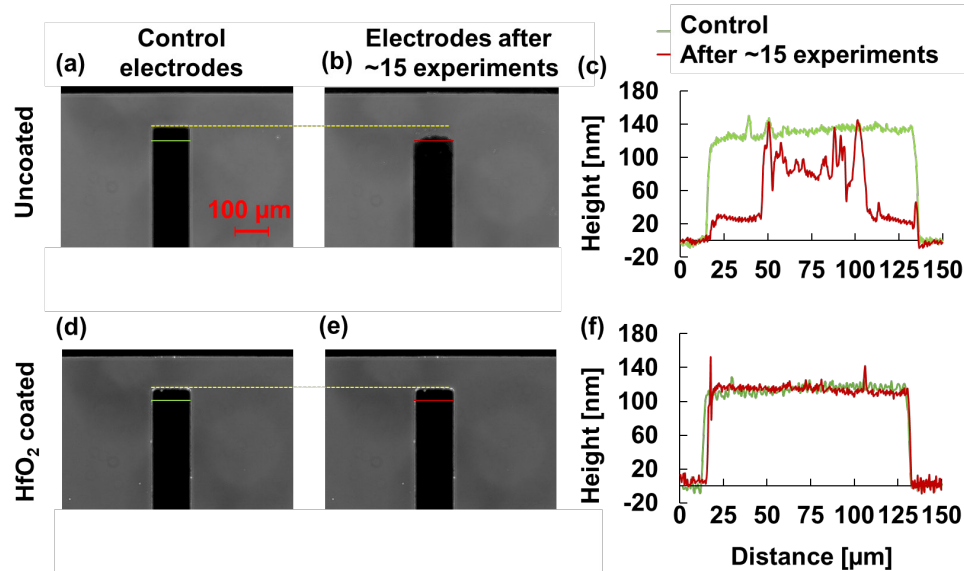 Control
electrodes
Electrodes after
~15 experiments
Control
After ~15 experiments
(a)
(b)
(c)
Uncoated
100 µm
Height [nm]
180
140
100
60
20
-20
0 25 50 75 100 125 150
(d)
(e)
(f)
HfO₂ coated
Height [nm]
180
140
100
60
20
-20
0 25 50 75 100 125 150
Distance [µm]